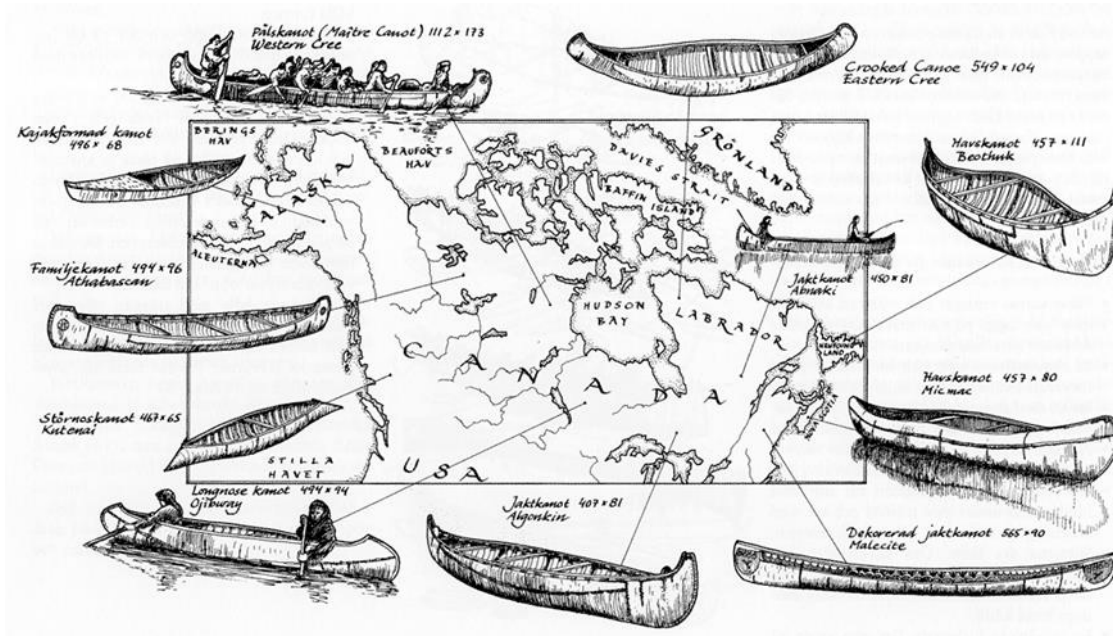 Pälskanot (Maître Canot) 1112 × 173
Western Cree
Crooked Canoe 549 × 104
Eastern Cree
Kajakformad kanot
496 × 68
Havskanot 457 × 111
Beothuk
BERINGS
HAV
BEAUFORTS
HAV
GRÖNLAND
DAVIES STRAIT
BAFFIN ISLAND
ALASKA
ALEUTERNA
Familjekanot 494 × 96
Athabascan
Jaktkanot 450 × 81
Abnaki
HUDSON
BAY
LABRADOR
LAND
CANADA
Havskanot 457 × 80
Micmac
Störnoskanot 467 × 65
Kutenai
STILLA
HAVET
USA
Longnose kanot 494 × 94
Ojibway
Jaktkanot 407 × 81
Algonkin
Dekorerad jaktkanot 565 × 90
Malecite